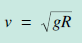 v = √gR